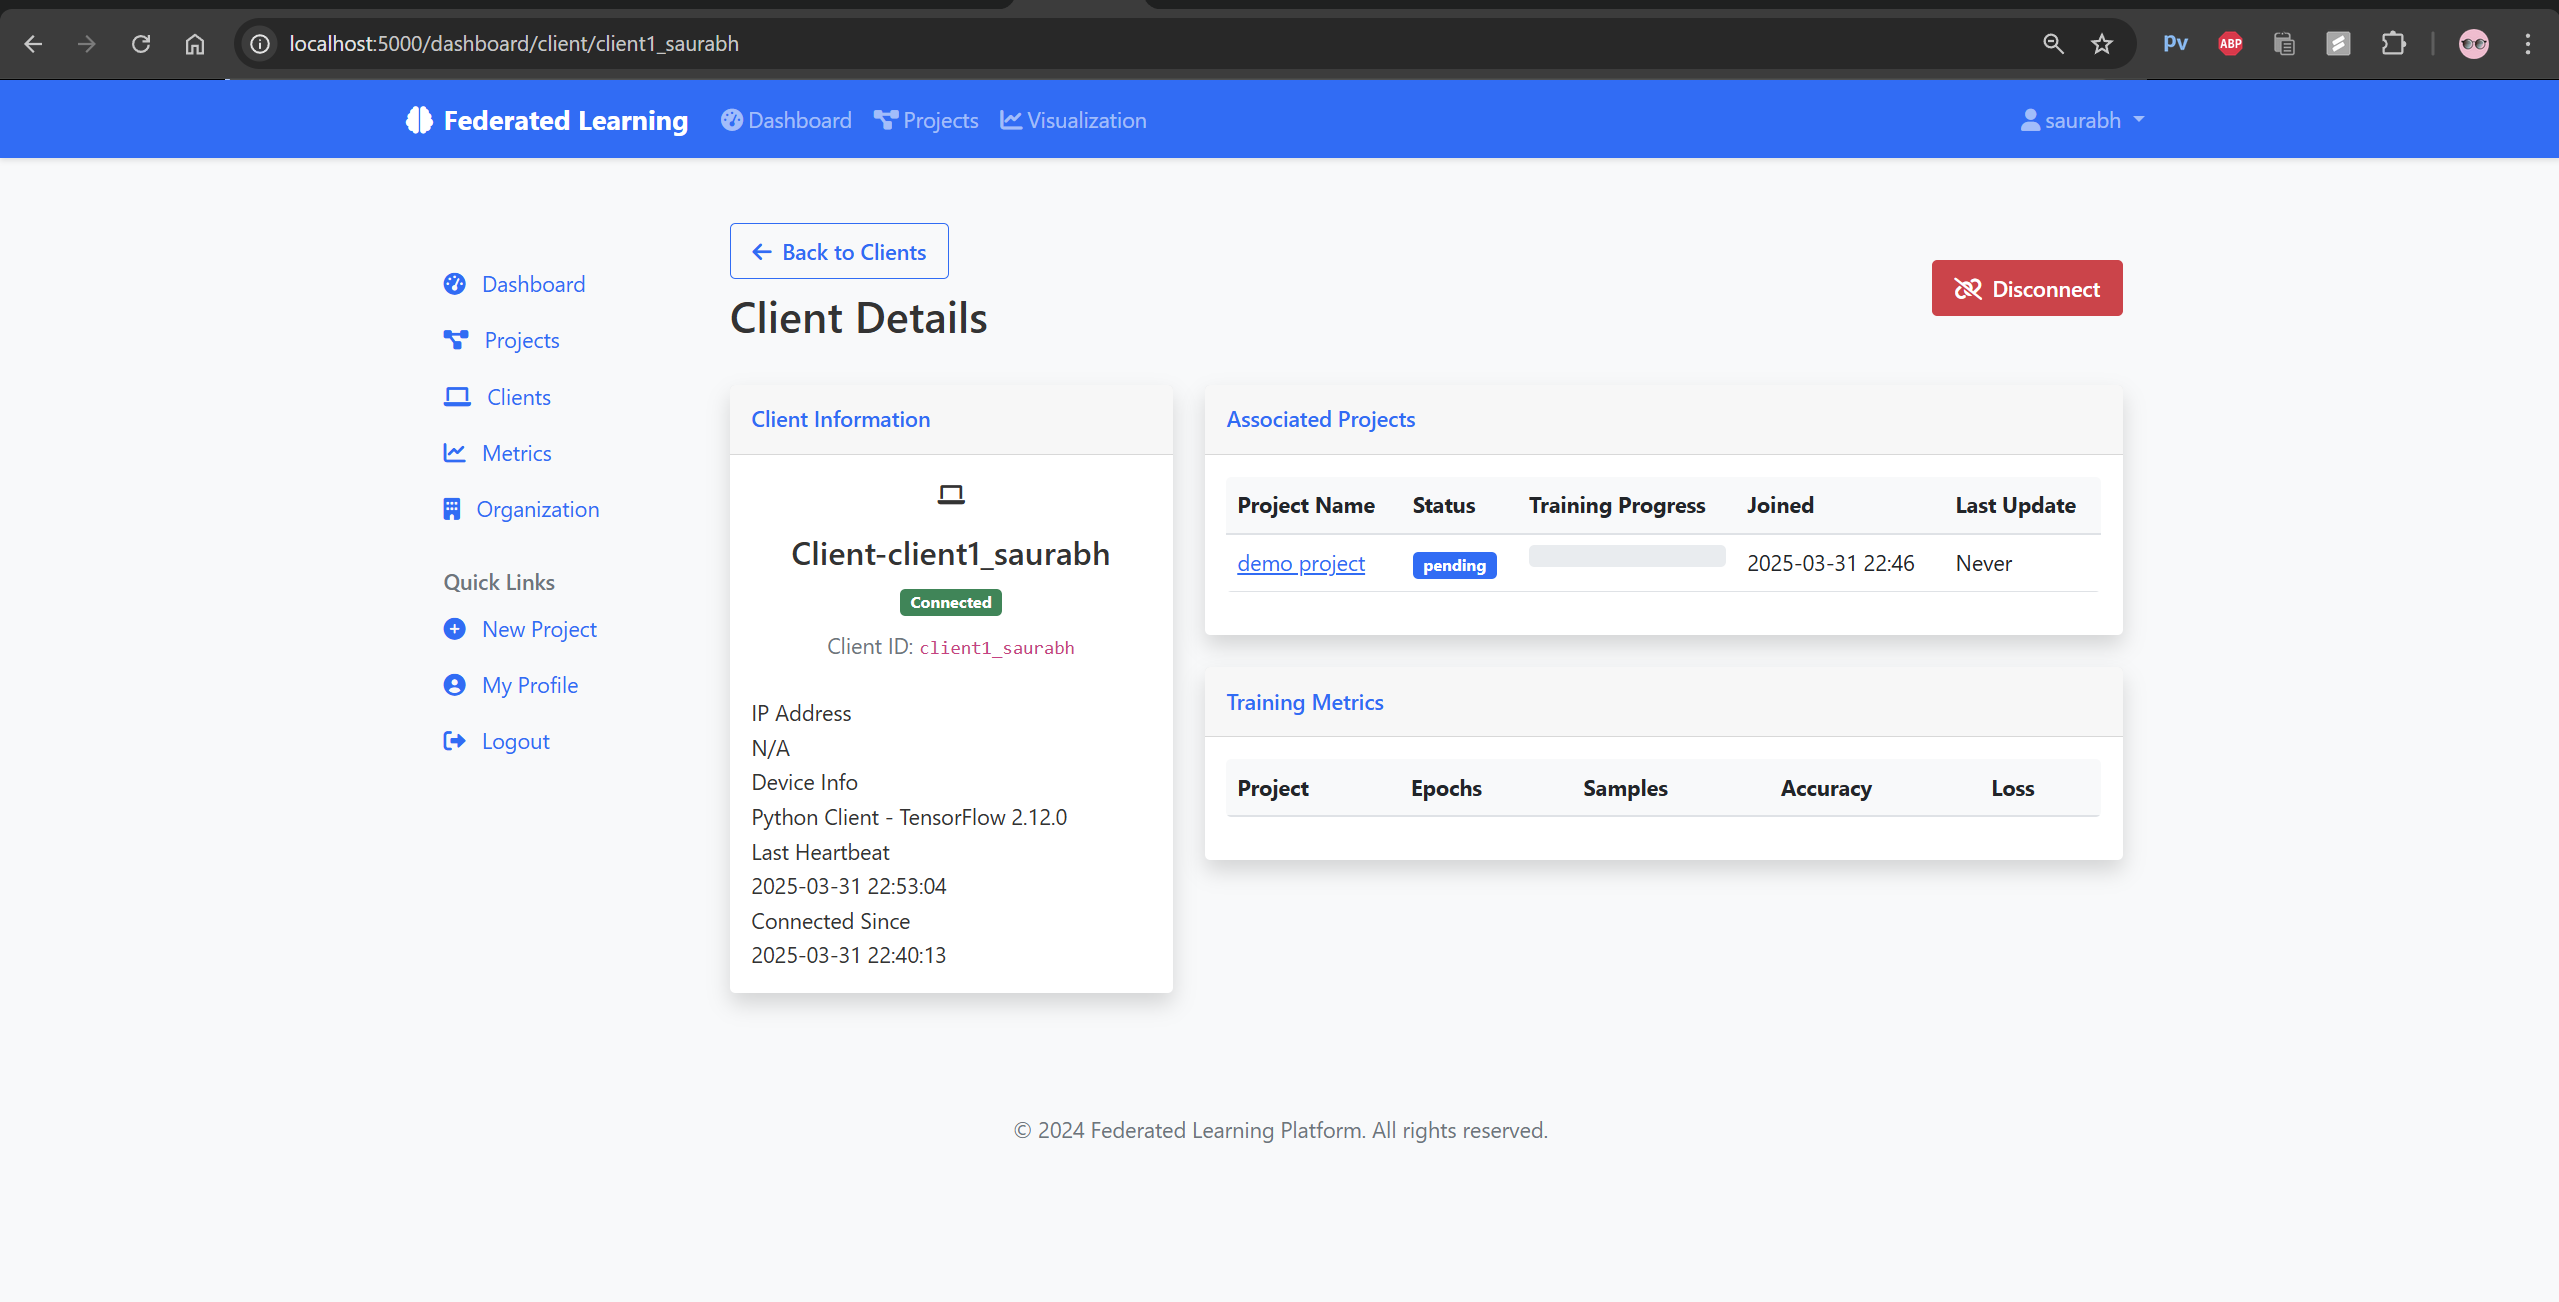 localhost:5000/dashboard/client/client1_saurabh
pv
ABP
Federated Learning
Dashboard
Projects
Visualization
saurabh
Dashboard
Projects
Clients
Metrics
Organization
Quick Links
New Project
My Profile
Logout
Back to Clients
Client Details
Disconnect
Client Information
Client-client1_saurabh
Connected
Client ID: client1_saurabh
IP Address
N/A
Device Info
Python Client - TensorFlow 2.12.0
Last Heartbeat
2025-03-31 22:53:04
Connected Since
2025-03-31 22:40:13
Associated Projects
Project Name Status Training Progress Joined Last Update
demo project pending 2025-03-31 22:46 Never
Training Metrics
Project Epochs Samples Accuracy Loss
© 2024 Federated Learning Platform. All rights reserved.